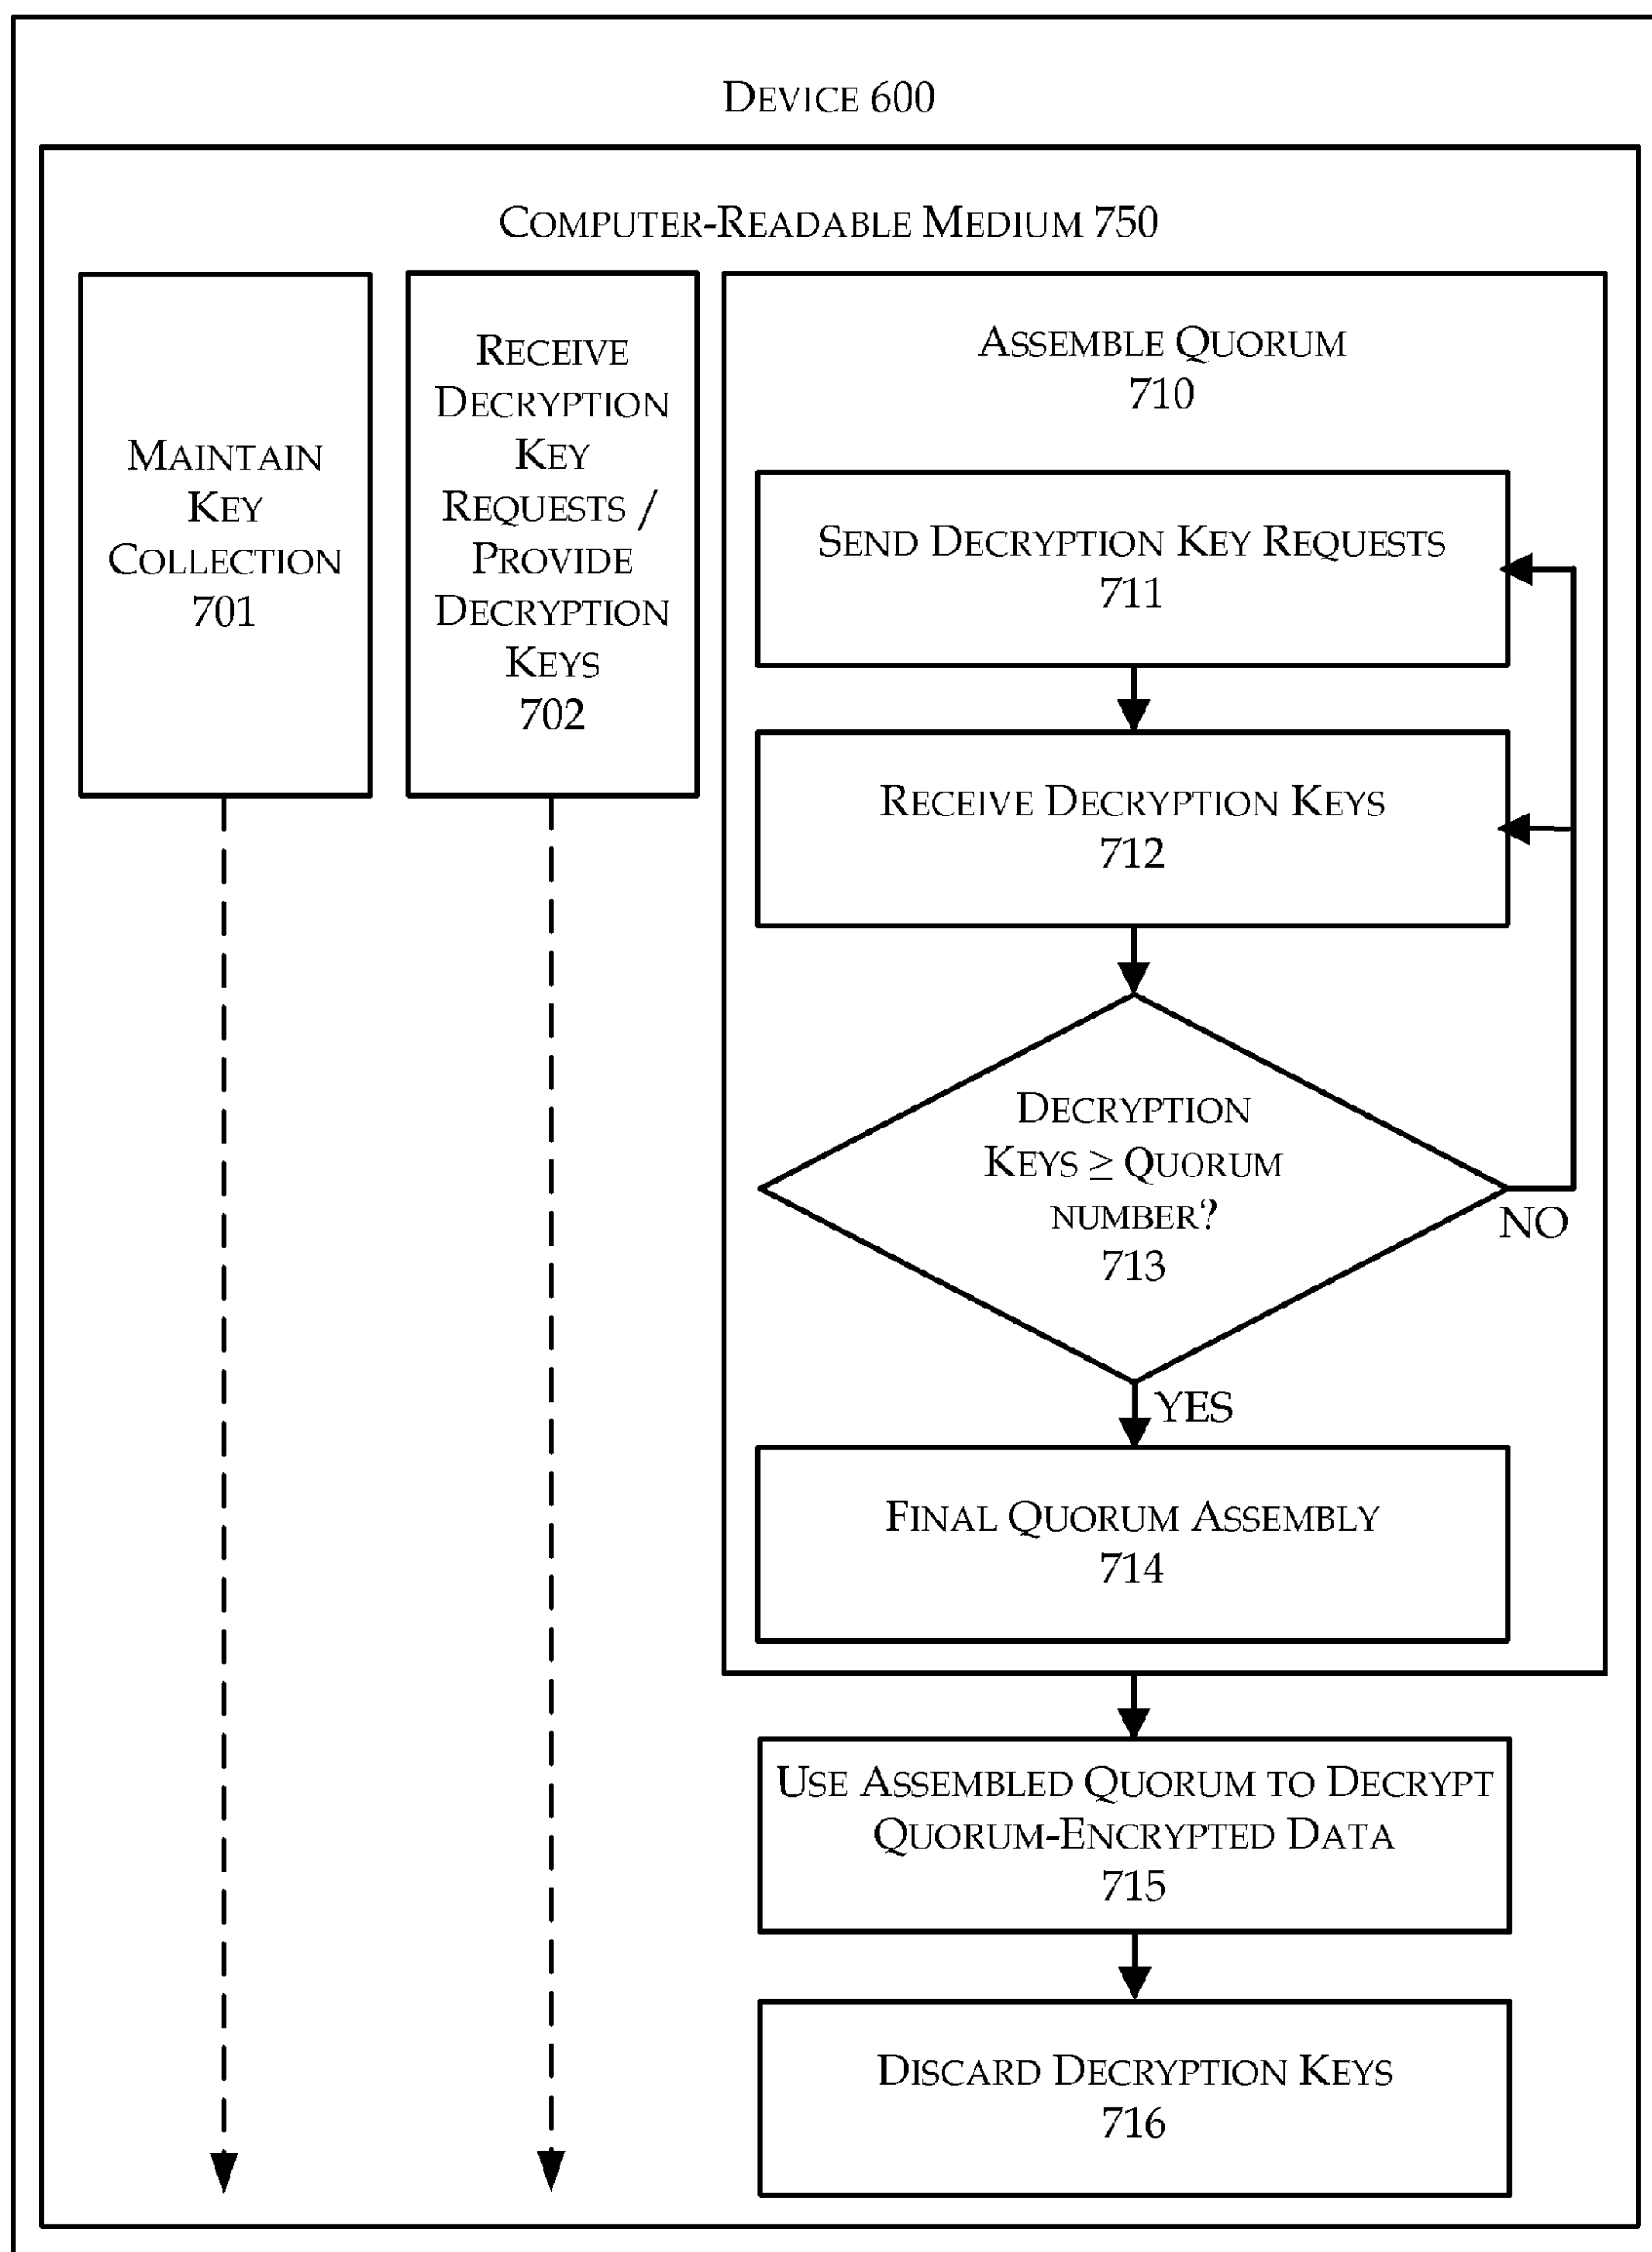 DEVICE 600
COMPUTER-READABLE MEDIUM 750
MAINTAIN
KEY
COLLECTION
701
RECEIVE
DECRYPTION
KEY
REQUESTS /
PROVIDE
DECRYPTION
KEYS
702
ASSEMBLE QUORUM
710
SEND DECRYPTION KEY REQUESTS
711
RECEIVE DECRYPTION KEYS
712
DECRYPTION
KEYS ≥ QUORUM
NUMBER?
713
NO
YES
FINAL QUORUM ASSEMBLY
714
USE ASSEMBLED QUORUM TO DECRYPT
QUORUM-ENCRYPTED DATA
715
DISCARD DECRYPTION KEYS
716